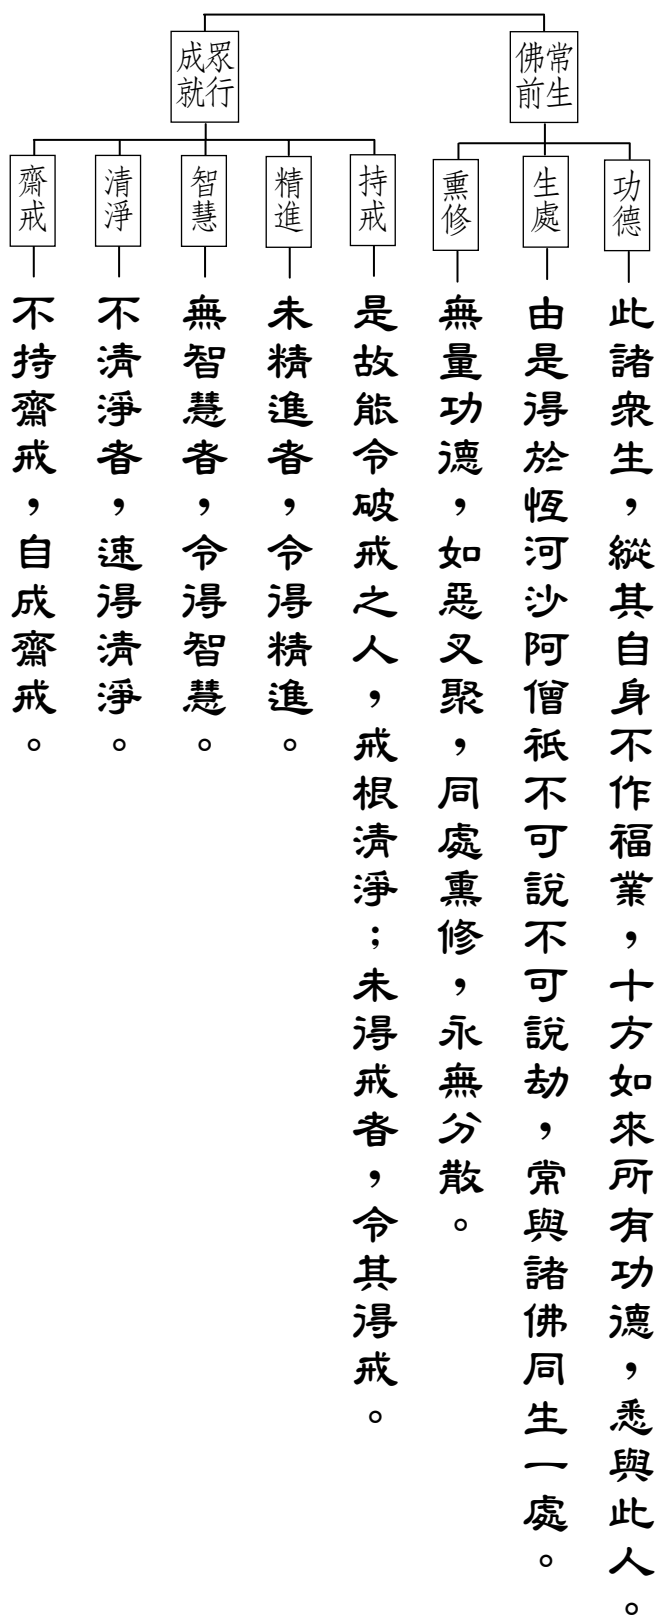 常生
佛前
功德
此諸衆生，縱其自身不作福業，十方如來所有功德，悉與此人。
生處
由是得於恆河沙阿僧祇不可說不可說劫，常與諸佛同生一處。
熏修
無量功德，如惡叉聚，同處熏修，永無分散。
眾行
成就
持戒
是故能令破戒之人，戒根清淨；未得戒者，令其得戒。
精進
未精進者，令得精進。
智慧
無智慧者，令得智慧。
清淨
不清淨者，速得清淨。
齋戒
不持齋戒，自成齋戒。